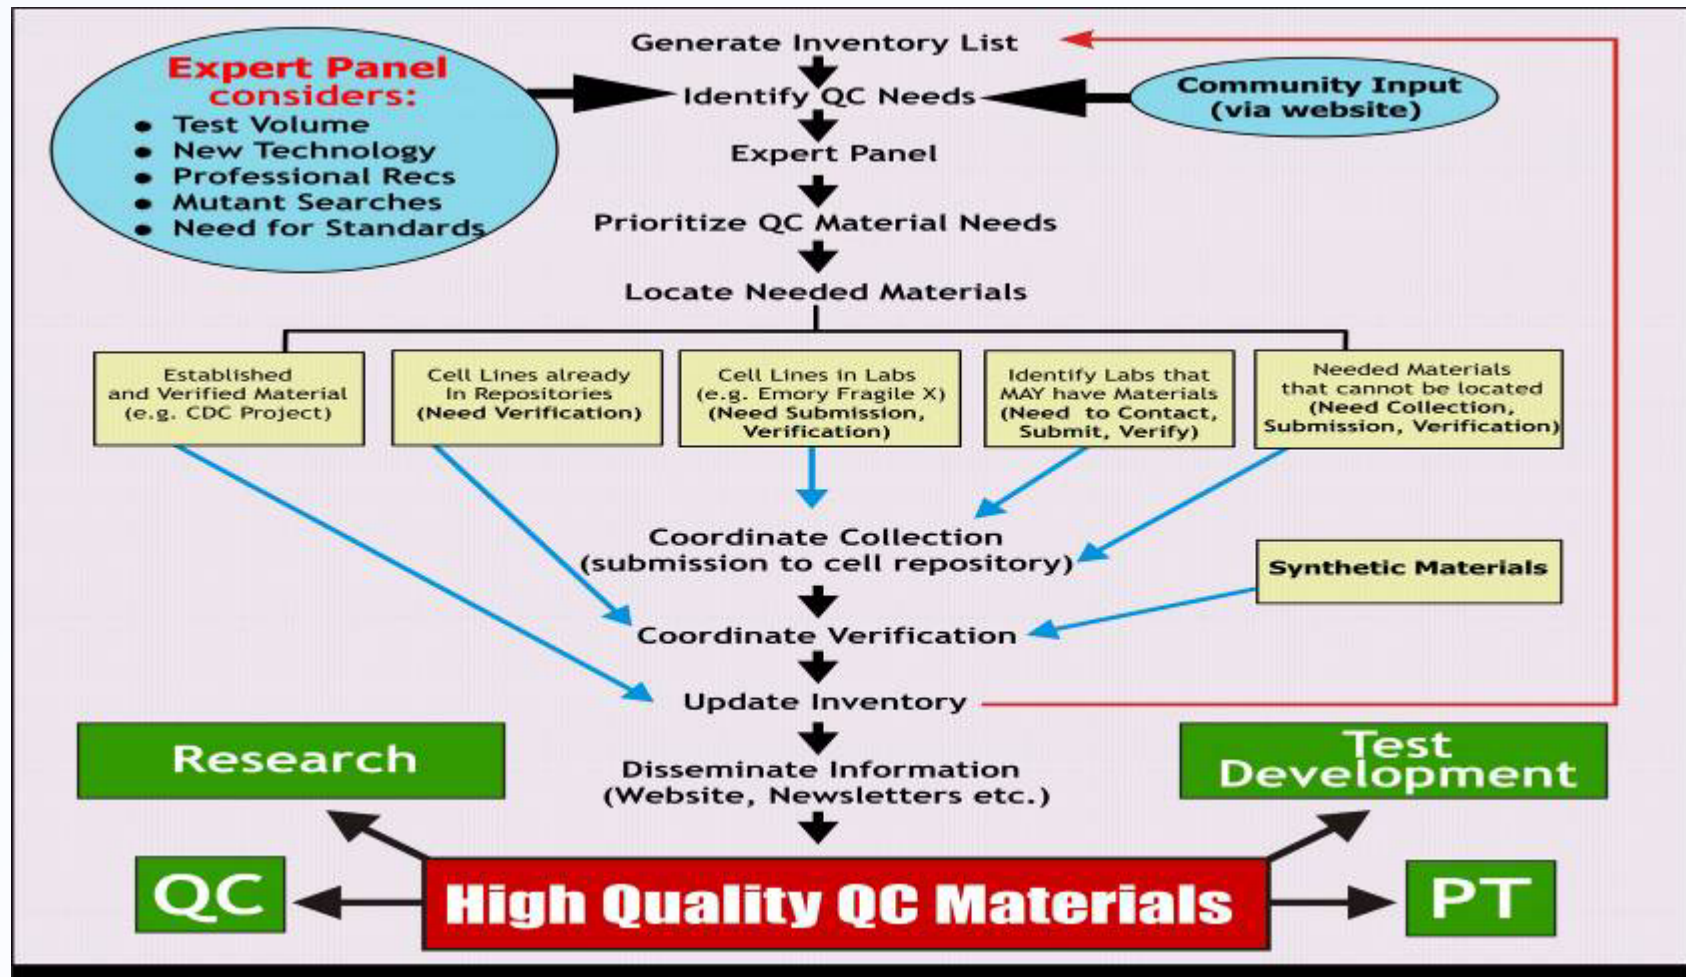 Expert Panel
considers:
● Test Volume
● New Technology
● Professional Recs
● Mutant Searches
● Need for Standards
Generate Inventory List
Identify QC Needs
Community Input
(via website)
Expert Panel
Prioritize QC Material Needs
Locate Needed Materials
Established
and Verified Material
(e.g. CDC Project)
Cell Lines already
In Repositories
(Need Verification)
Cell Lines in Labs
(e.g. Emory Fragile X)
(Need Submission,
Verification)
Identify Labs that
MAY have Materials
(Need to Contact,
Submit, Verify)
Needed Materials
that cannot be located
(Need Collection,
Submission, Verification)
Coordinate Collection
(submission to cell repository)
Synthetic Materials
Coordinate Verification
Update Inventory
Disseminate Information
(Website, Newsletters etc.)
Research
Test
Development
QC
High Quality QC Materials
PT